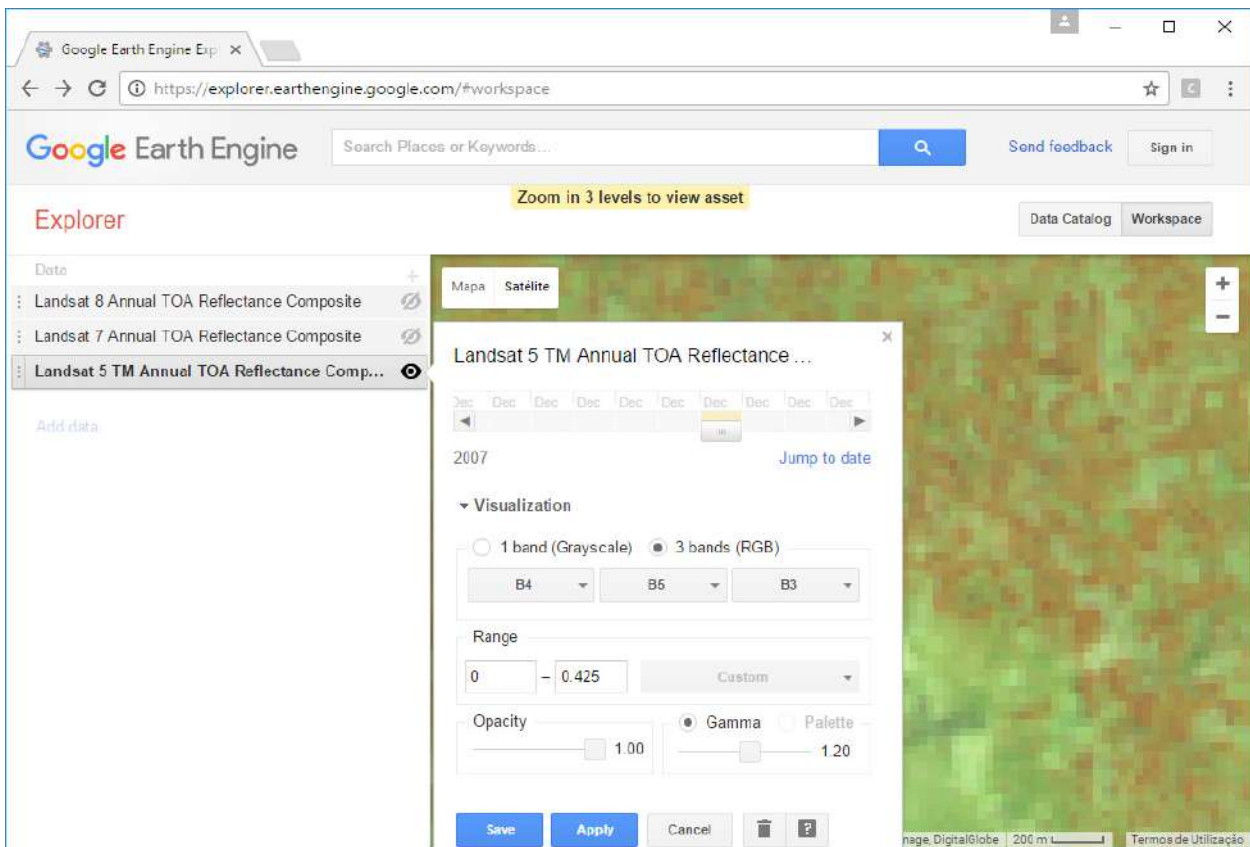 Google Earth Engine Exp
https://explorer.earthengine.google.com/#workspace
Google Earth Engine
Search Places or Keywords...
Send feedback
Sign in
Zoom in 3 levels to view asset
Explorer
Data Catalog
Workspace
Data
Landsat 8 Annual TOA Reflectance Composite
Landsat 7 Annual TOA Reflectance Composite
Landsat 5 TM Annual TOA Reflectance Comp...
Add data
Mapa
Satélite
+
−
Landsat 5 TM Annual TOA Reflectance ...
Dec Dec Dec Dec Dec Dec Dec Dec Dec Dec
2007
Jump to date
Visualization
1 band (Grayscale)
3 bands (RGB)
B4
B5
B3
Range
0 – 0.425
Custom
Opacity
1.00
Gamma
Palette
1.20
Save
Apply
Cancel
?
nage, DigitalGlobe
200 m
Termos de Utilização